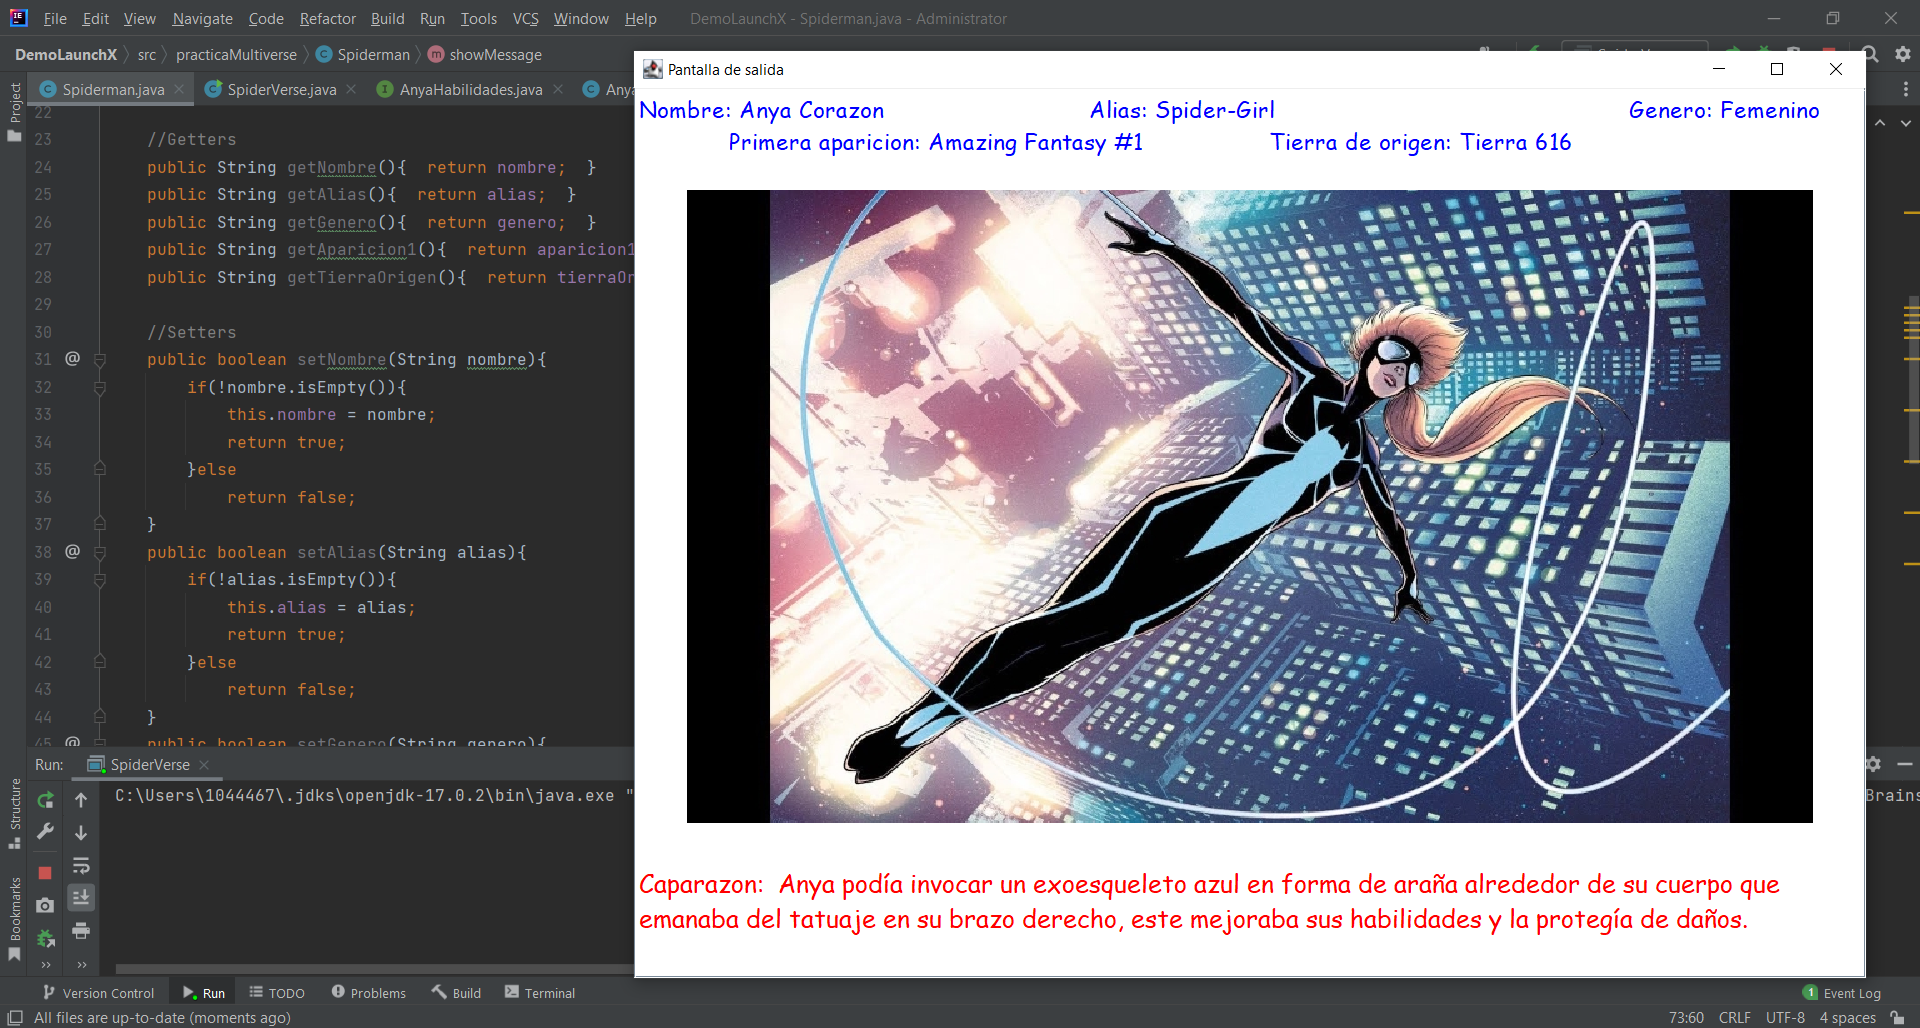 File Edit View Navigate Code Refactor Build Run Tools VCS Window Help DemoLaunchX - Spiderman.java - Administrator
DemoLaunchX src practicaMultiverse Spiderman showMessage
Project
Spiderman.java SpiderVerse.java AnyaHabilidades.java Any
22
23 //Getters
24 public String getNombre(){ return nombre; }
25 public String getAlias(){ return alias; }
26 public String getGenero(){ return genero; }
27 public String getAparicion1(){ return aparicion1
28 public String getTierraOrigen(){ return tierraOr
29
30 //Setters
31 @ public boolean setNombre(String nombre){
32 if(!nombre.isEmpty()){
33 this.nombre = nombre;
34 return true;
35 }else
36 return false;
37 }
38 @ public boolean setAlias(String alias){
39 if(!alias.isEmpty()){
40 this.alias = alias;
41 return true;
42 }else
43 return false;
44 }
45 @ public boolean setGenero(String genero){
Pantalla de salida
Nombre: Anya Corazon Alias: Spider-Girl Genero: Femenino
Primera aparicion: Amazing Fantasy #1 Tierra de origen: Tierra 616
Caparazon: Anya podía invocar un exoesqueleto azul en forma de araña alrededor de su cuerpo que
emanaba del tatuaje en su brazo derecho, este mejoraba sus habilidades y la protegía de daños.
Run: SpiderVerse
C:\Users\1044467\.jdks\openjdk-17.0.2\bin\java.exe "
Brains
Structure
Bookmarks
Version Control Run TODO Problems Build Terminal 1 Event Log
All files are up-to-date (moments ago) 73:60 CRLF UTF-8 4 spaces